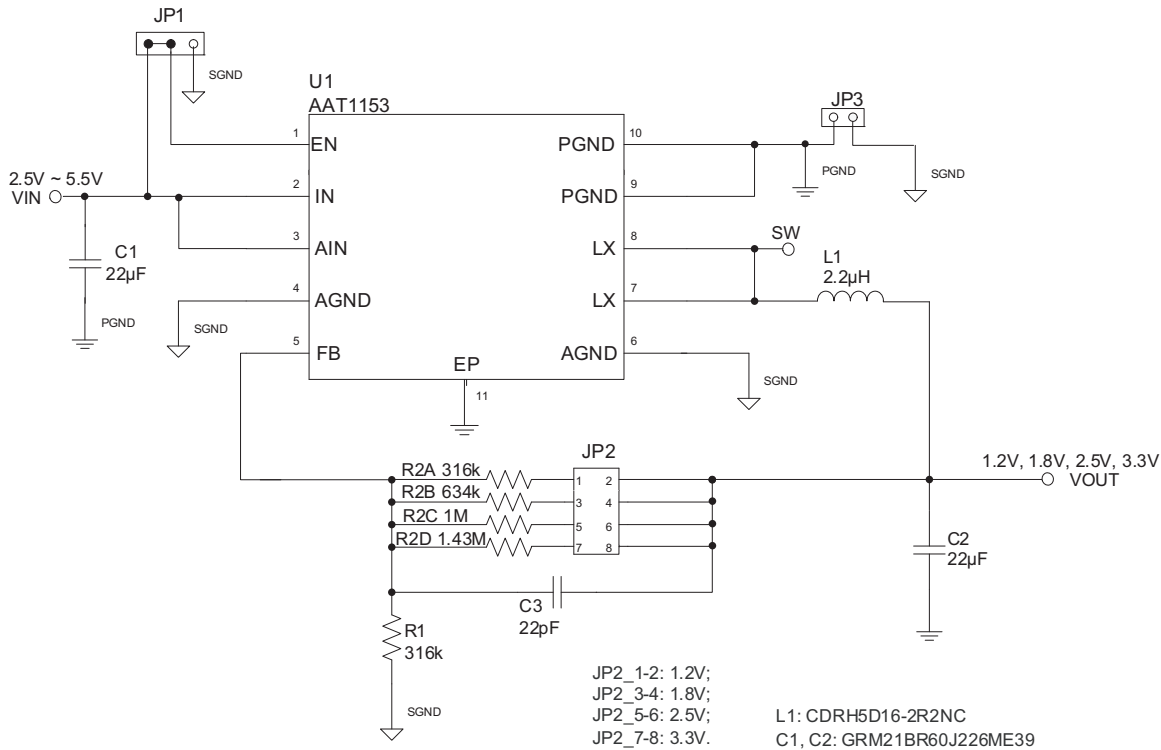 JP1
SGND
U1
AAT1153
JP3
1 EN
PGND 10
PGND
SGND
2.5V ~ 5.5V
VIN
2 IN
PGND 9
3 AIN
LX 8
SW
C1
22µF
L1
2.2µH
4 AGND
LX 7
PGND
SGND
5 FB
AGND 6
EP
11
SGND
JP2
1.2V, 1.8V, 2.5V, 3.3V
VOUT
R2A 316k
1 2
R2B 634k
3 4
R2C 1M
5 6
R2D 1.43M
7 8
C2
22µF
C3
22pF
R1
316k
SGND
JP2_1-2: 1.2V;
JP2_3-4: 1.8V;
JP2_5-6: 2.5V;
JP2_7-8: 3.3V.
L1: CDRH5D16-2R2NC
C1, C2: GRM21BR60J226ME39